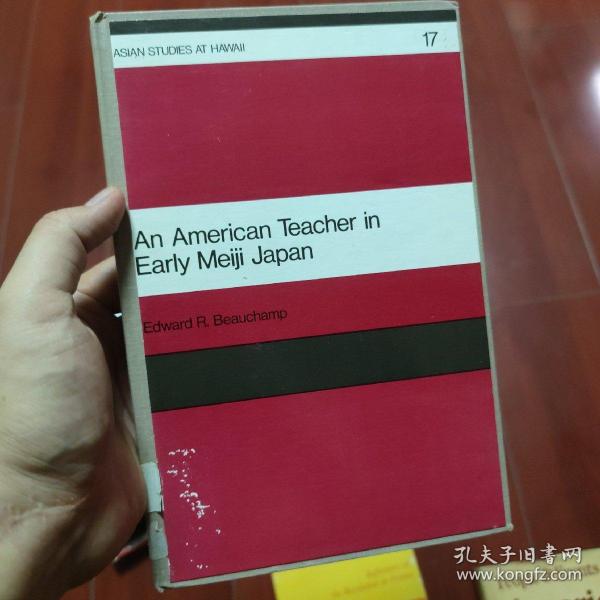 ASIAN STUDIES AT HAWAII
17
An American Teacher in
Early Meiji Japan
Edward R. Beauchamp
孔夫子旧书网
www.kongfz.com